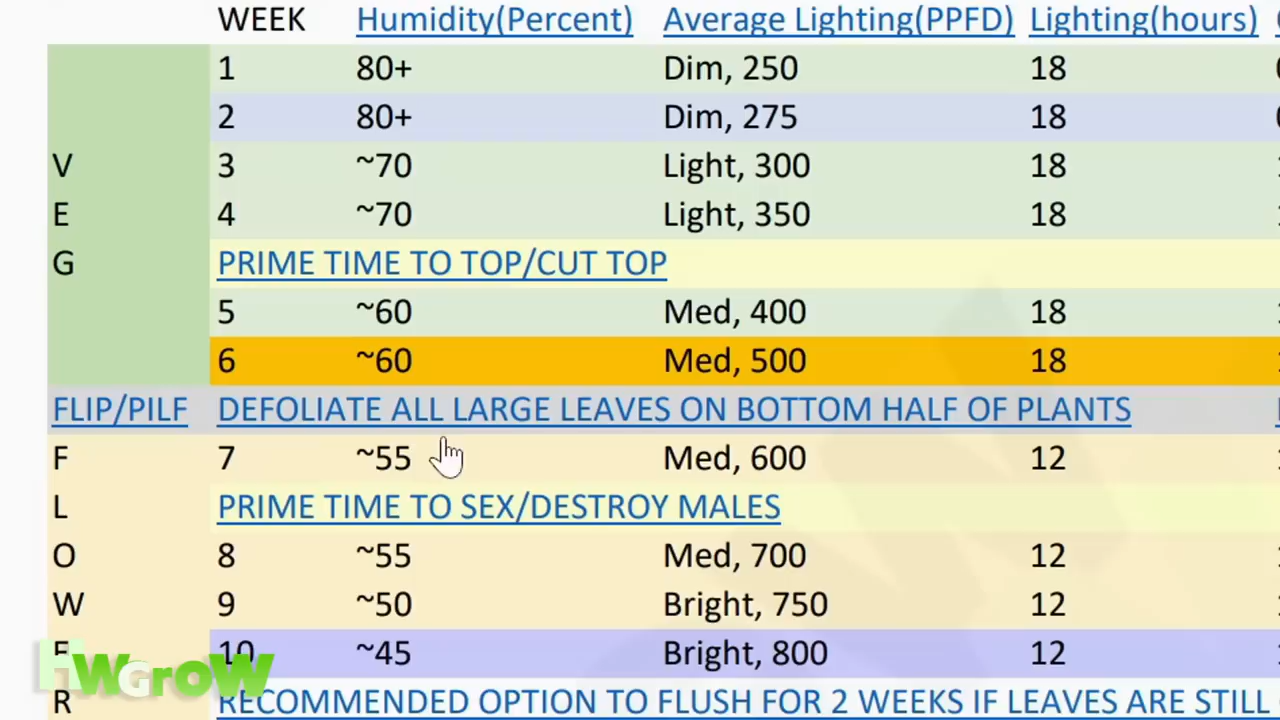 WEEK Humidity(Percent) Average Lighting(PPFD) Lighting(hours)
1 80+ Dim, 250 18
2 80+ Dim, 275 18
V 3 ~70 Light, 300 18
E 4 ~70 Light, 350 18
G PRIME TIME TO TOP/CUT TOP
5 ~60 Med, 400 18
6 ~60 Med, 500 18
FLIP/PILF DEFOLIATE ALL LARGE LEAVES ON BOTTOM HALF OF PLANTS
F 7 ~55 Med, 600 12
L PRIME TIME TO SEX/DESTROY MALES
O 8 ~55 Med, 700 12
W 9 ~50 Bright, 750 12
E 10 ~45 Bright, 800 12
R RECOMMENDED OPTION TO FLUSH FOR 2 WEEKS IF LEAVES ARE STILL
WGroW